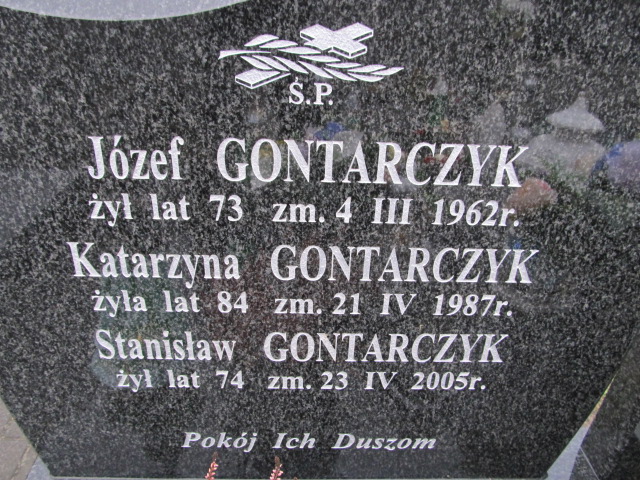 Ś.P.
Józef GONTARCZYK
żył lat 73 zm. 4 III 1962r.
Katarzyna GONTARCZYK
żyła lat 84 zm. 21 IV 1987r.
Stanisław GONTARCZYK
żył lat 74 zm. 23 IV 2005r.
Pokój Ich Duszom